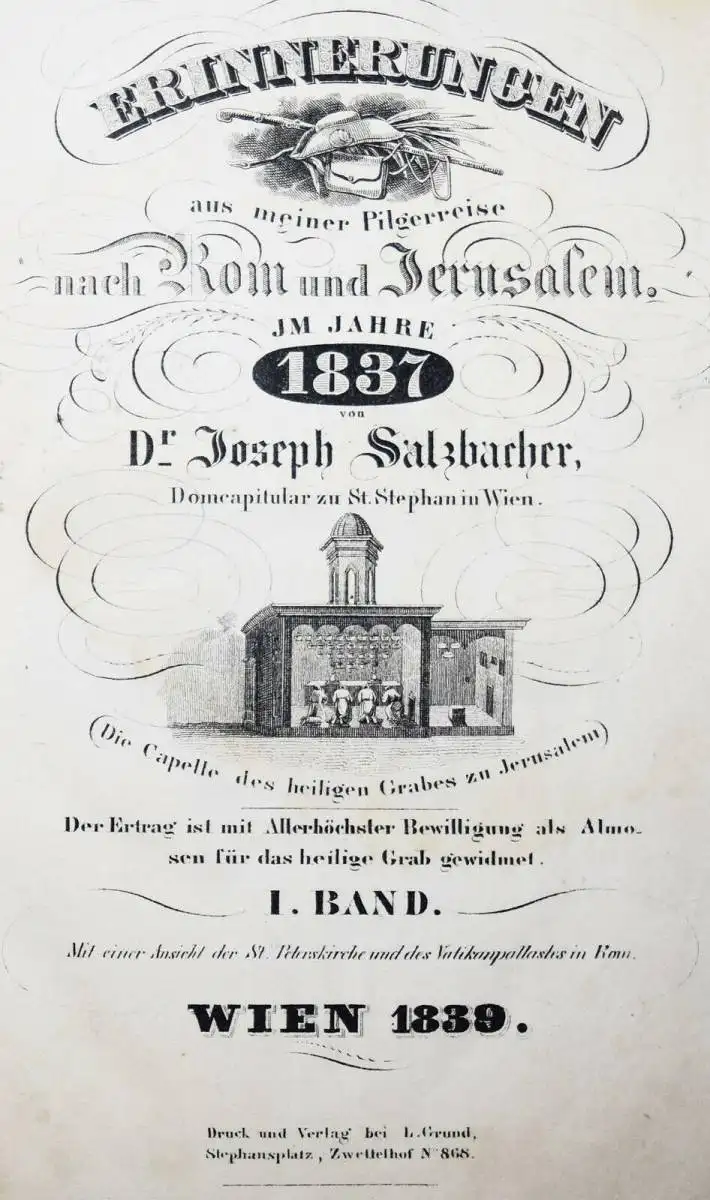 ERINNERUNGEN
aus meiner Pilgerreise
nach Rom und Jerusalem.
JM JAHRE
1837
von
Dr Joseph Salzbacher,
Domcapitular zu St. Stephan in Wien.
(Die Capelle des heiligen Grabes zu Jerusalem)
Der Ertrag ist mit Allerhöchster Bewilligung als Almo-
sen für das heilige Grab gewidmet.
I. BAND.
Mit einer Ansicht der St. Peterskirche und des Vatikanpallastes in Rom.
WIEN 1839.
Druck und Verlag bei L. Grund,
Stephansplatz, Zwettelhof No 868.